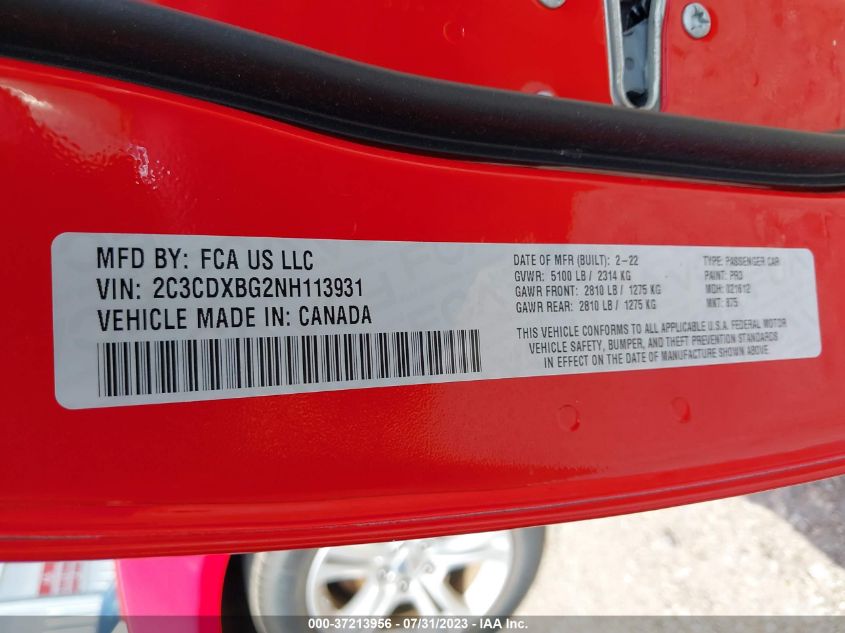 MFD BY: FCA US LLC
VIN: 2C3CDXBG2NH113931
VEHICLE MADE IN: CANADA
DATE OF MFR (BUILT): 2-22
GVWR: 5100 LB / 2314 KG
GAWR FRONT: 2810 LB / 1275 KG
GAWR REAR: 2810 LB / 1275 KG
TYPE: PASSENGER CAR
PAINT: PR3
MDH: 021612
MNT: 875
THIS VEHICLE CONFORMS TO ALL APPLICABLE U.S.A. FEDERAL MOTOR
VEHICLE SAFETY, BUMPER, AND THEFT PREVENTION STANDARDS
IN EFFECT ON THE DATE OF MANUFACTURE SHOWN ABOVE.
000-37213956 - 07/31/2023 - IAA Inc.